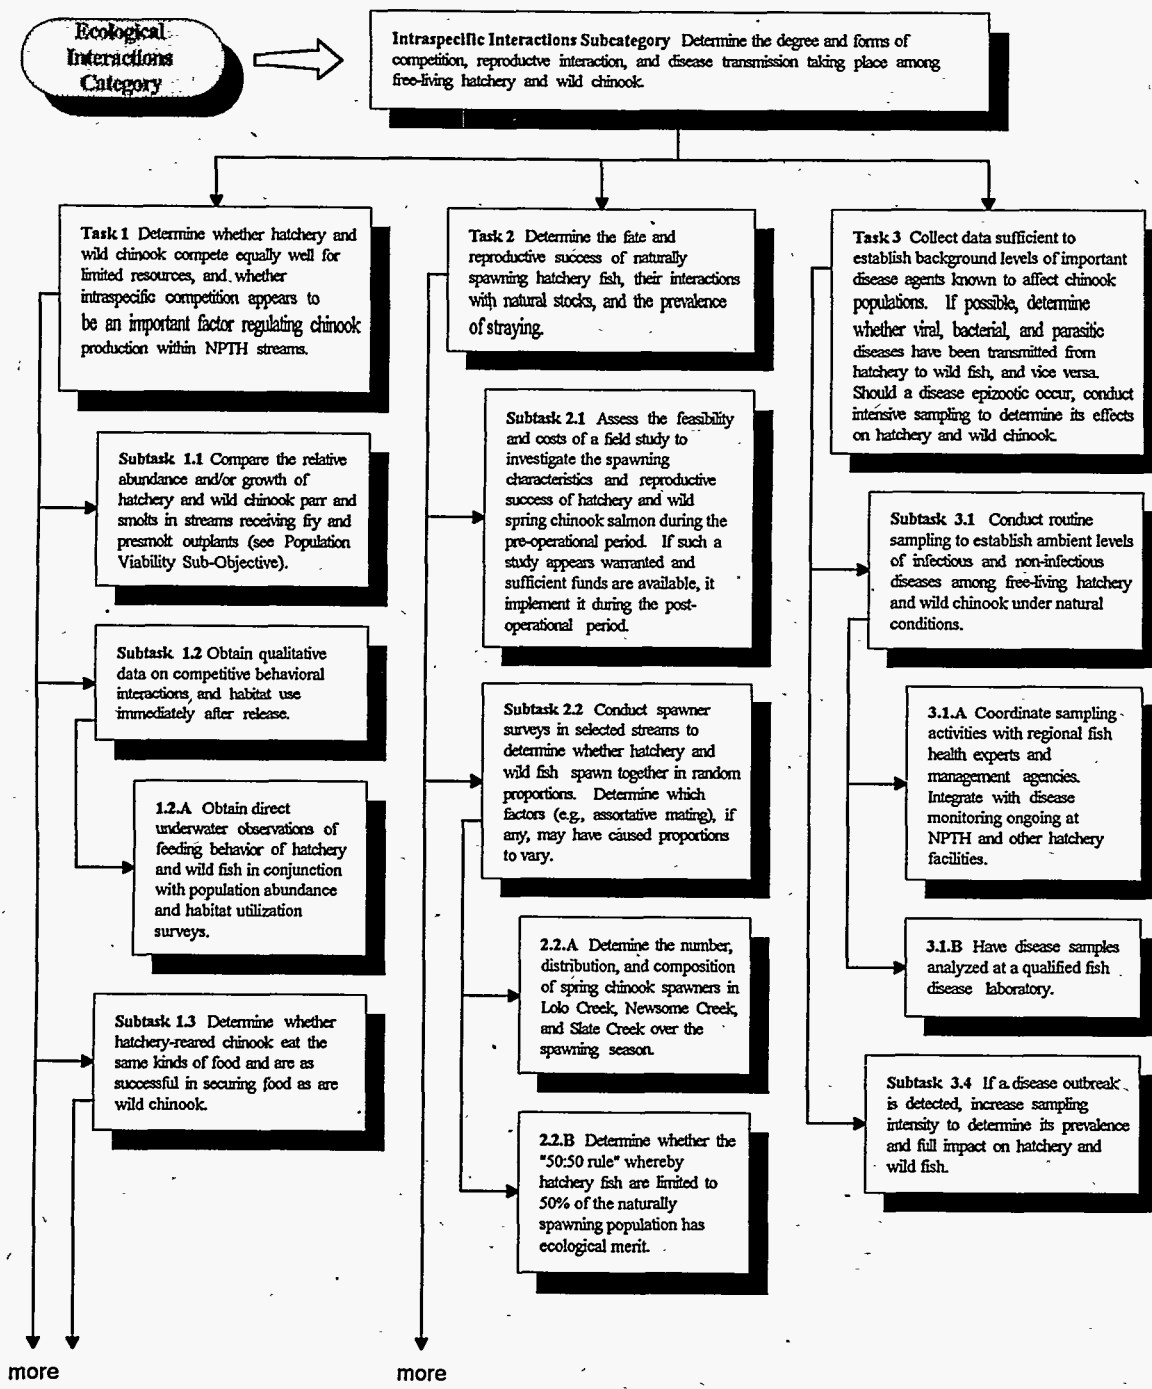 Ecological
Interactions
Category
Intraspecific Interactions Subcategory Determine the degree and forms of
competition, reproductve interaction, and disease transmission taking place among
free-living hatchery and wild chinook.
Task 1 Determine whether hatchery and
wild chinook compete equally well for
limited resources, and whether
intraspecific competition appears to
be an important factor regulating chinook
production within NPTH streams.
Subtask 1.1 Compare the relative
abundance and/or growth of
hatchery and wild chinook parr and
smolts in streams receiving fry and
presmolt outplants (see Population
Viability Sub-Objective).
Subtask 1.2 Obtain qualitative
data on competitive behavioral
interactions, and habitat use
immediately after release.
1.2.A Obtain direct
underwater observations of
feeding behavior of hatchery
and wild fish in conjunction
with population abundance
and habitat utilization
surveys.
Subtask 1.3 Determine whether
hatchery-reared chinook eat the
same kinds of food and are as
successful in securing food as are
wild chinook.
more
Task 2 Determine the fate and
reproductive success of naturally
spawning hatchery fish, their interactions
with natural stocks, and the prevalence
of straying.
Subtask 2.1 Assess the feasibility
and costs of a field study to
investigate the spawning
characteristics and reproductive
success of hatchery and wild
spring chinook salmon during the
pre-operational period. If such a
study appears warranted and
sufficient funds are available, it
implement it during the post-
operational period.
Subtask 2.2 Conduct spawner
surveys in selected streams to
determine whether hatchery and
wild fish spawn together in random
proportions. Determine which
factors (e.g., assortative mating), if
any, may have caused proportions
to vary.
2.2.A Detemine the number,
distribution, and composition
of spring chinook spawners in
Lolo Creek, Newsome Creek,
and Slate Creek over the
spawning season.
2.2.B Determine whether the
"50:50 rule" whereby
hatchery fish are limited to
50% of the naturally
spawning population has
ecological merit.
more
Task 3 Collect data sufficient to
establish background levels of important
disease agents known to affect chinook
populations. If possible, determine
whether viral, bacterial, and parasitic
diseases have been transmitted from
hatchery to wild fish, and vice versa.
Should a disease epizootic occur, conduct
intensive sampling to determine its effects
on hatchery and wild chinook.
Subtask 3.1 Conduct routine
sampling to establish ambient levels
of infectious and non-infectious
diseases among free-living hatchery
and wild chinook under natural
conditions.
3.1.A Coordinate sampling
activities with regional fish
health experts and
management agencies.
Integrate with disease
monitoring ongoing at
NPTH and other hatchery
facilities.
3.1.B Have disease samples
analyzed at a qualified fish
disease laboratory.
Subtask 3.4 If a disease outbreak
is detected, increase sampling
intensity to determine its prevalence
and full impact on hatchery and
wild fish.